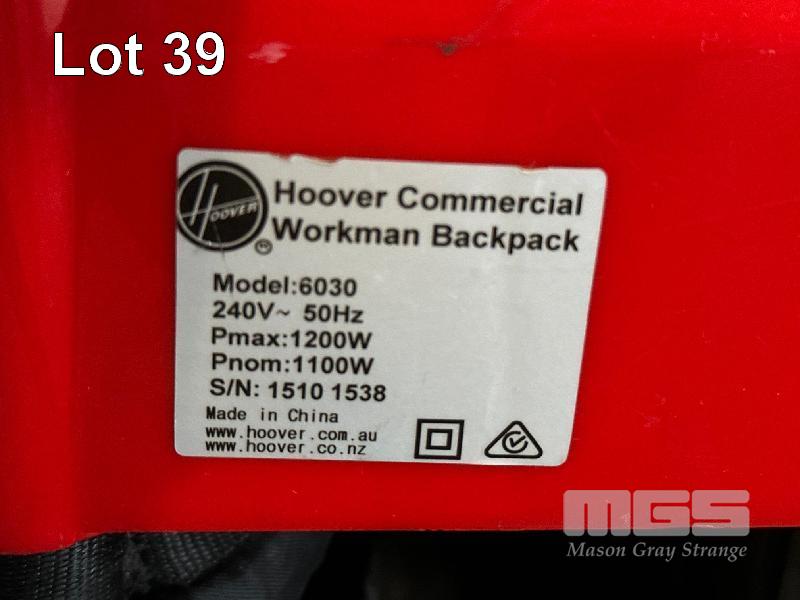 Lot 39
HOOVER
®
Hoover Commercial
Workman Backpack
Model:6030
240V~ 50Hz
Pmax:1200W
Pnom:1100W
S/N: 1510 1538
Made in China
www.hoover.com.au
www.hoover.co.nz
MGS
Mason Gray Strange